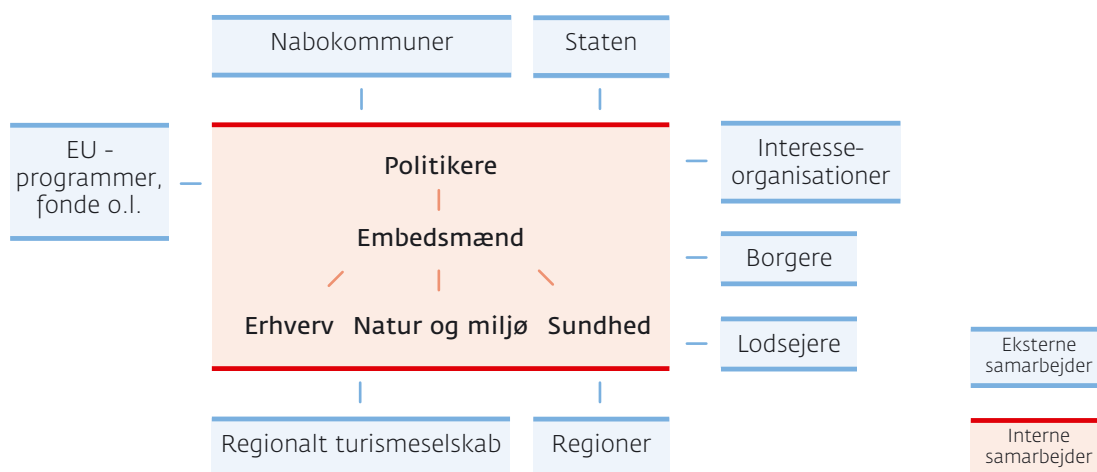 Nabokommuner
Staten
EU -
programmer,
fonde o.l.
Politikere
Embedsmænd
Erhverv
Natur og miljø
Sundhed
Interesse-
organisationer
Borgere
Lodsejere
Regionalt turismeselskab
Regioner
Eksterne
samarbejder
Interne
samarbejder